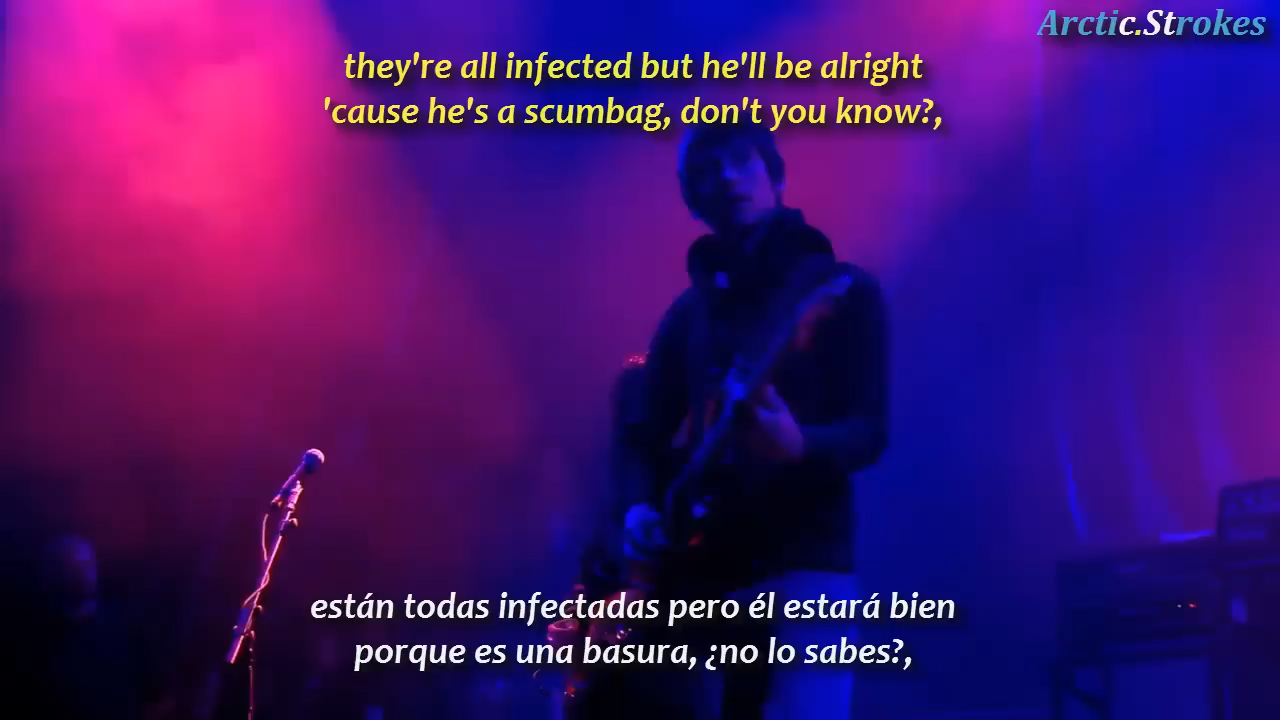 Arctic.Strokes
they're all infected but he'll be alright
'cause he's a scumbag, don't you know?,
están todas infectadas pero él estará bien
porque es una basura, ¿no lo sabes?,